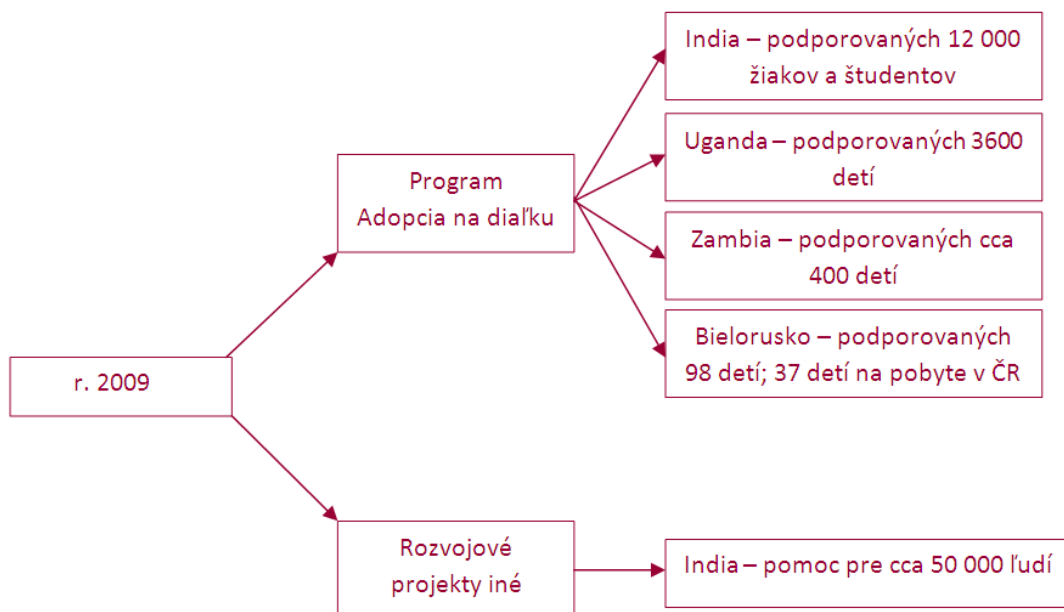 r. 2009
Program
Adopcia na diaľku
India – podporovaných 12 000
žiakov a študentov
Uganda – podporovaných 3600
detí
Zambia – podporovaných cca
400 detí
Bielorusko – podporovaných
98 detí; 37 detí na pobyte v ČR
Rozvojové
projekty iné
India – pomoc pre cca 50 000 ľudí